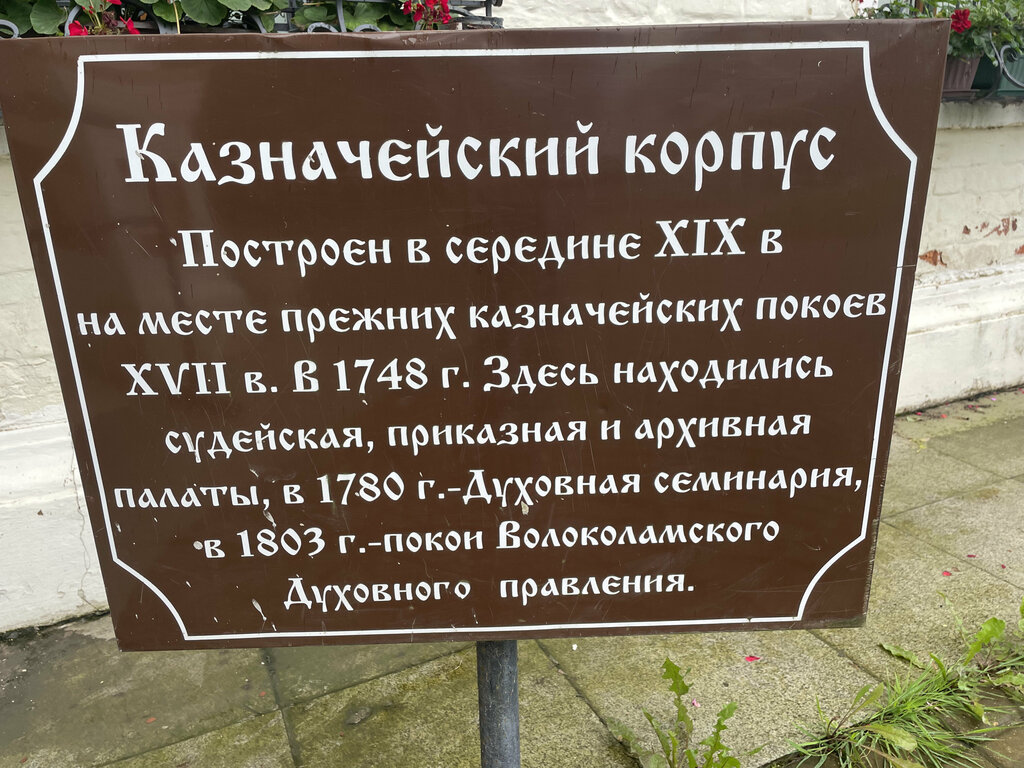 Казначейский корпус
Построен в середине XIX в
на месте прежних казначейских покоев
XVII в. В 1748 г. Здесь находились
судейская, приказная и архивная
палаты, в 1780 г.-Духовная семинария,
в 1803 г.-покои Волоколамского
Духовного правления.